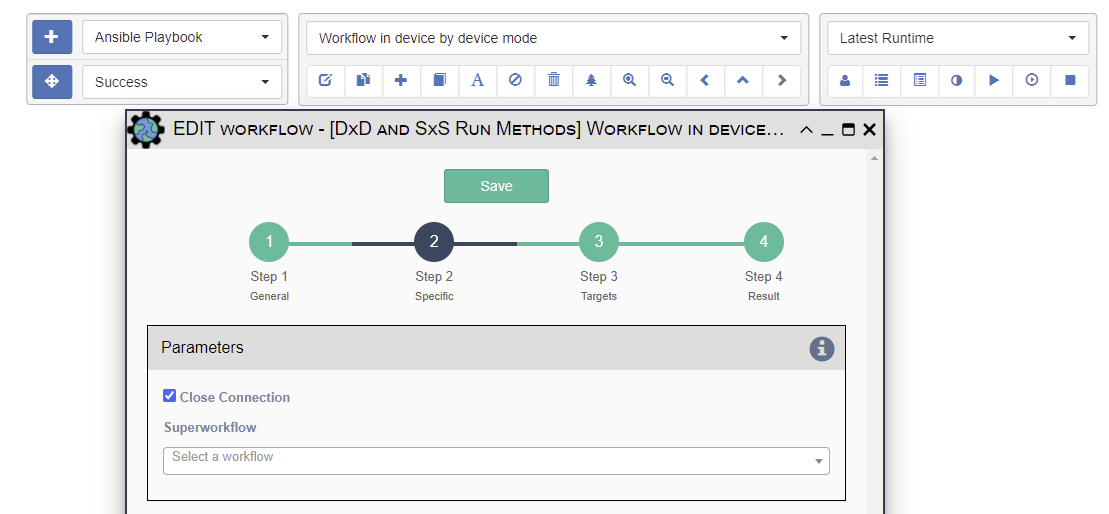 Ansible Playbook
Success
Workflow in device by device mode
A
Latest Runtime
EDIT workflow - [DxD and SxS Run Methods] Workflow in device...
Save
1
2
3
4
Step 1
Step 2
Step 3
Step 4
General
Specific
Targets
Result
Parameters
Close Connection
Superworkflow
Select a workflow